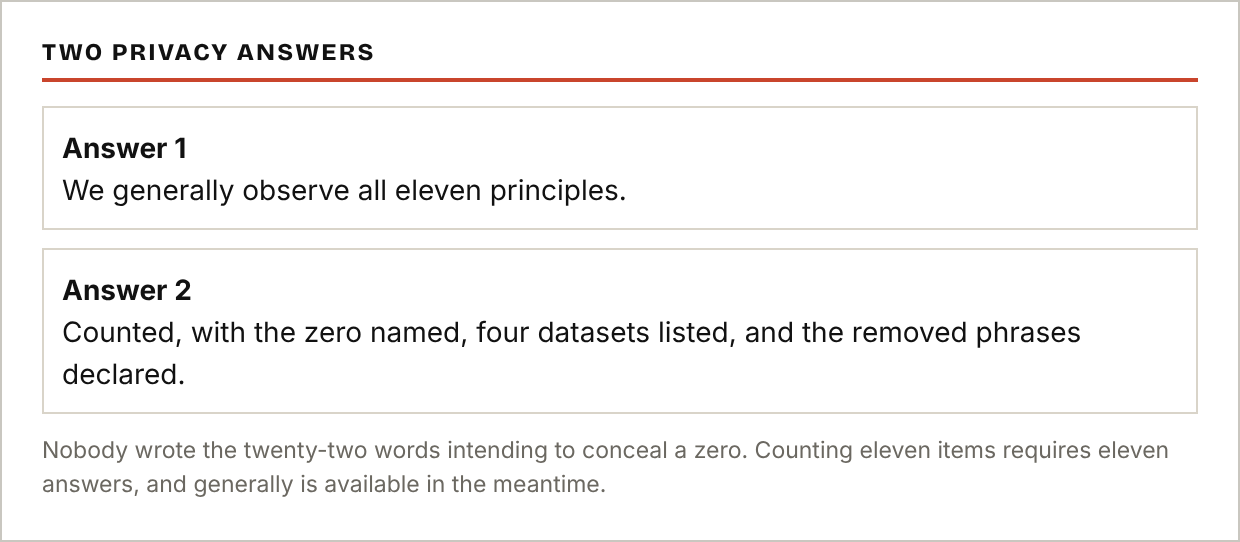 TWO PRIVACY ANSWERS
Answer 1
We generally observe all eleven principles.
Answer 2
Counted, with the zero named, four datasets listed, and the removed phrases
declared.
Nobody wrote the twenty-two words intending to conceal a zero. Counting eleven items requires eleven
answers, and generally is available in the meantime.